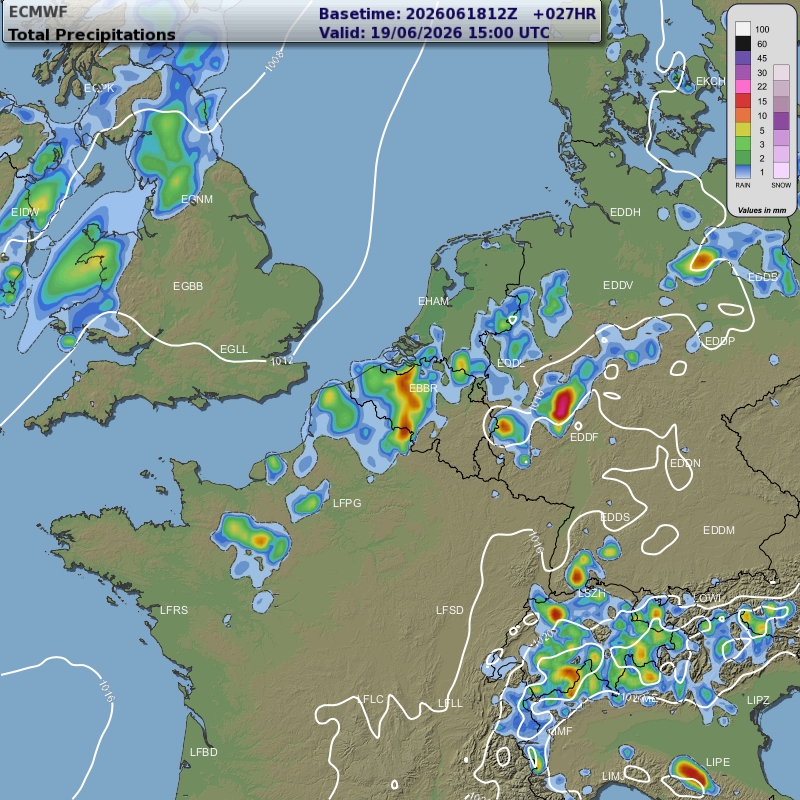 ECMWF
Basetime: 2026061812Z +027HR
Total Precipitations
Valid: 19/06/2026 15:00 UTC
100
60
45
30
22
15
10
5
3
2
1
RAIN SNOW
Values in mm
1008
EKCH
EIDW
EGNM
EDDH
EGBB
EDDV
EHAM
EGLL
1012
EDDP
EDDL
EBBR
1016
EDDF
EDDN
LFPG
EDDS
EDDM
1016
LSZH
LOWI
LFRS
LFSD
1016
LFLC
LFLL
LIPZ
LIMF
LFBD
LIPE
LIMJ